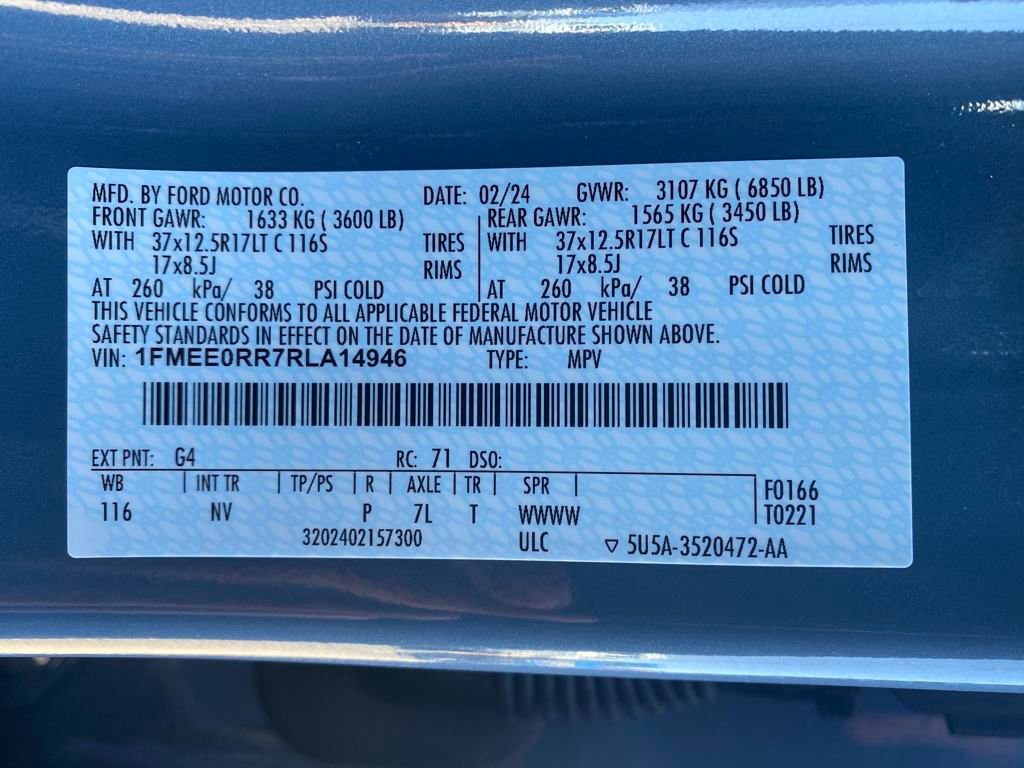 MFD. BY FORD MOTOR CO. DATE: 02/24 GVWR: 3107 KG ( 6850 LB)
FRONT GAWR: 1633 KG ( 3600 LB) REAR GAWR: 1565 KG ( 3450 LB)
WITH 37x12.5R17LT C 116S TIRES WITH 37x12.5R17LT C 116S TIRES
17x8.5J RIMS 17x8.5J RIMS
AT 260 kPa/ 38 PSI COLD AT 260 kPa/ 38 PSI COLD
THIS VEHICLE CONFORMS TO ALL APPLICABLE FEDERAL MOTOR VEHICLE
SAFETY STANDARDS IN EFFECT ON THE DATE OF MANUFACTURE SHOWN ABOVE.
VIN: 1FMEE0RR7RLA14946 TYPE: MPV
EXT PNT: G4 RC: 71 DSO:
WB INT TR TP/PS R AXLE TR SPR F0166
116 NV P 7L T WWWW T0221
3202402157300 ULC ▽ 5U5A-3520472-AA